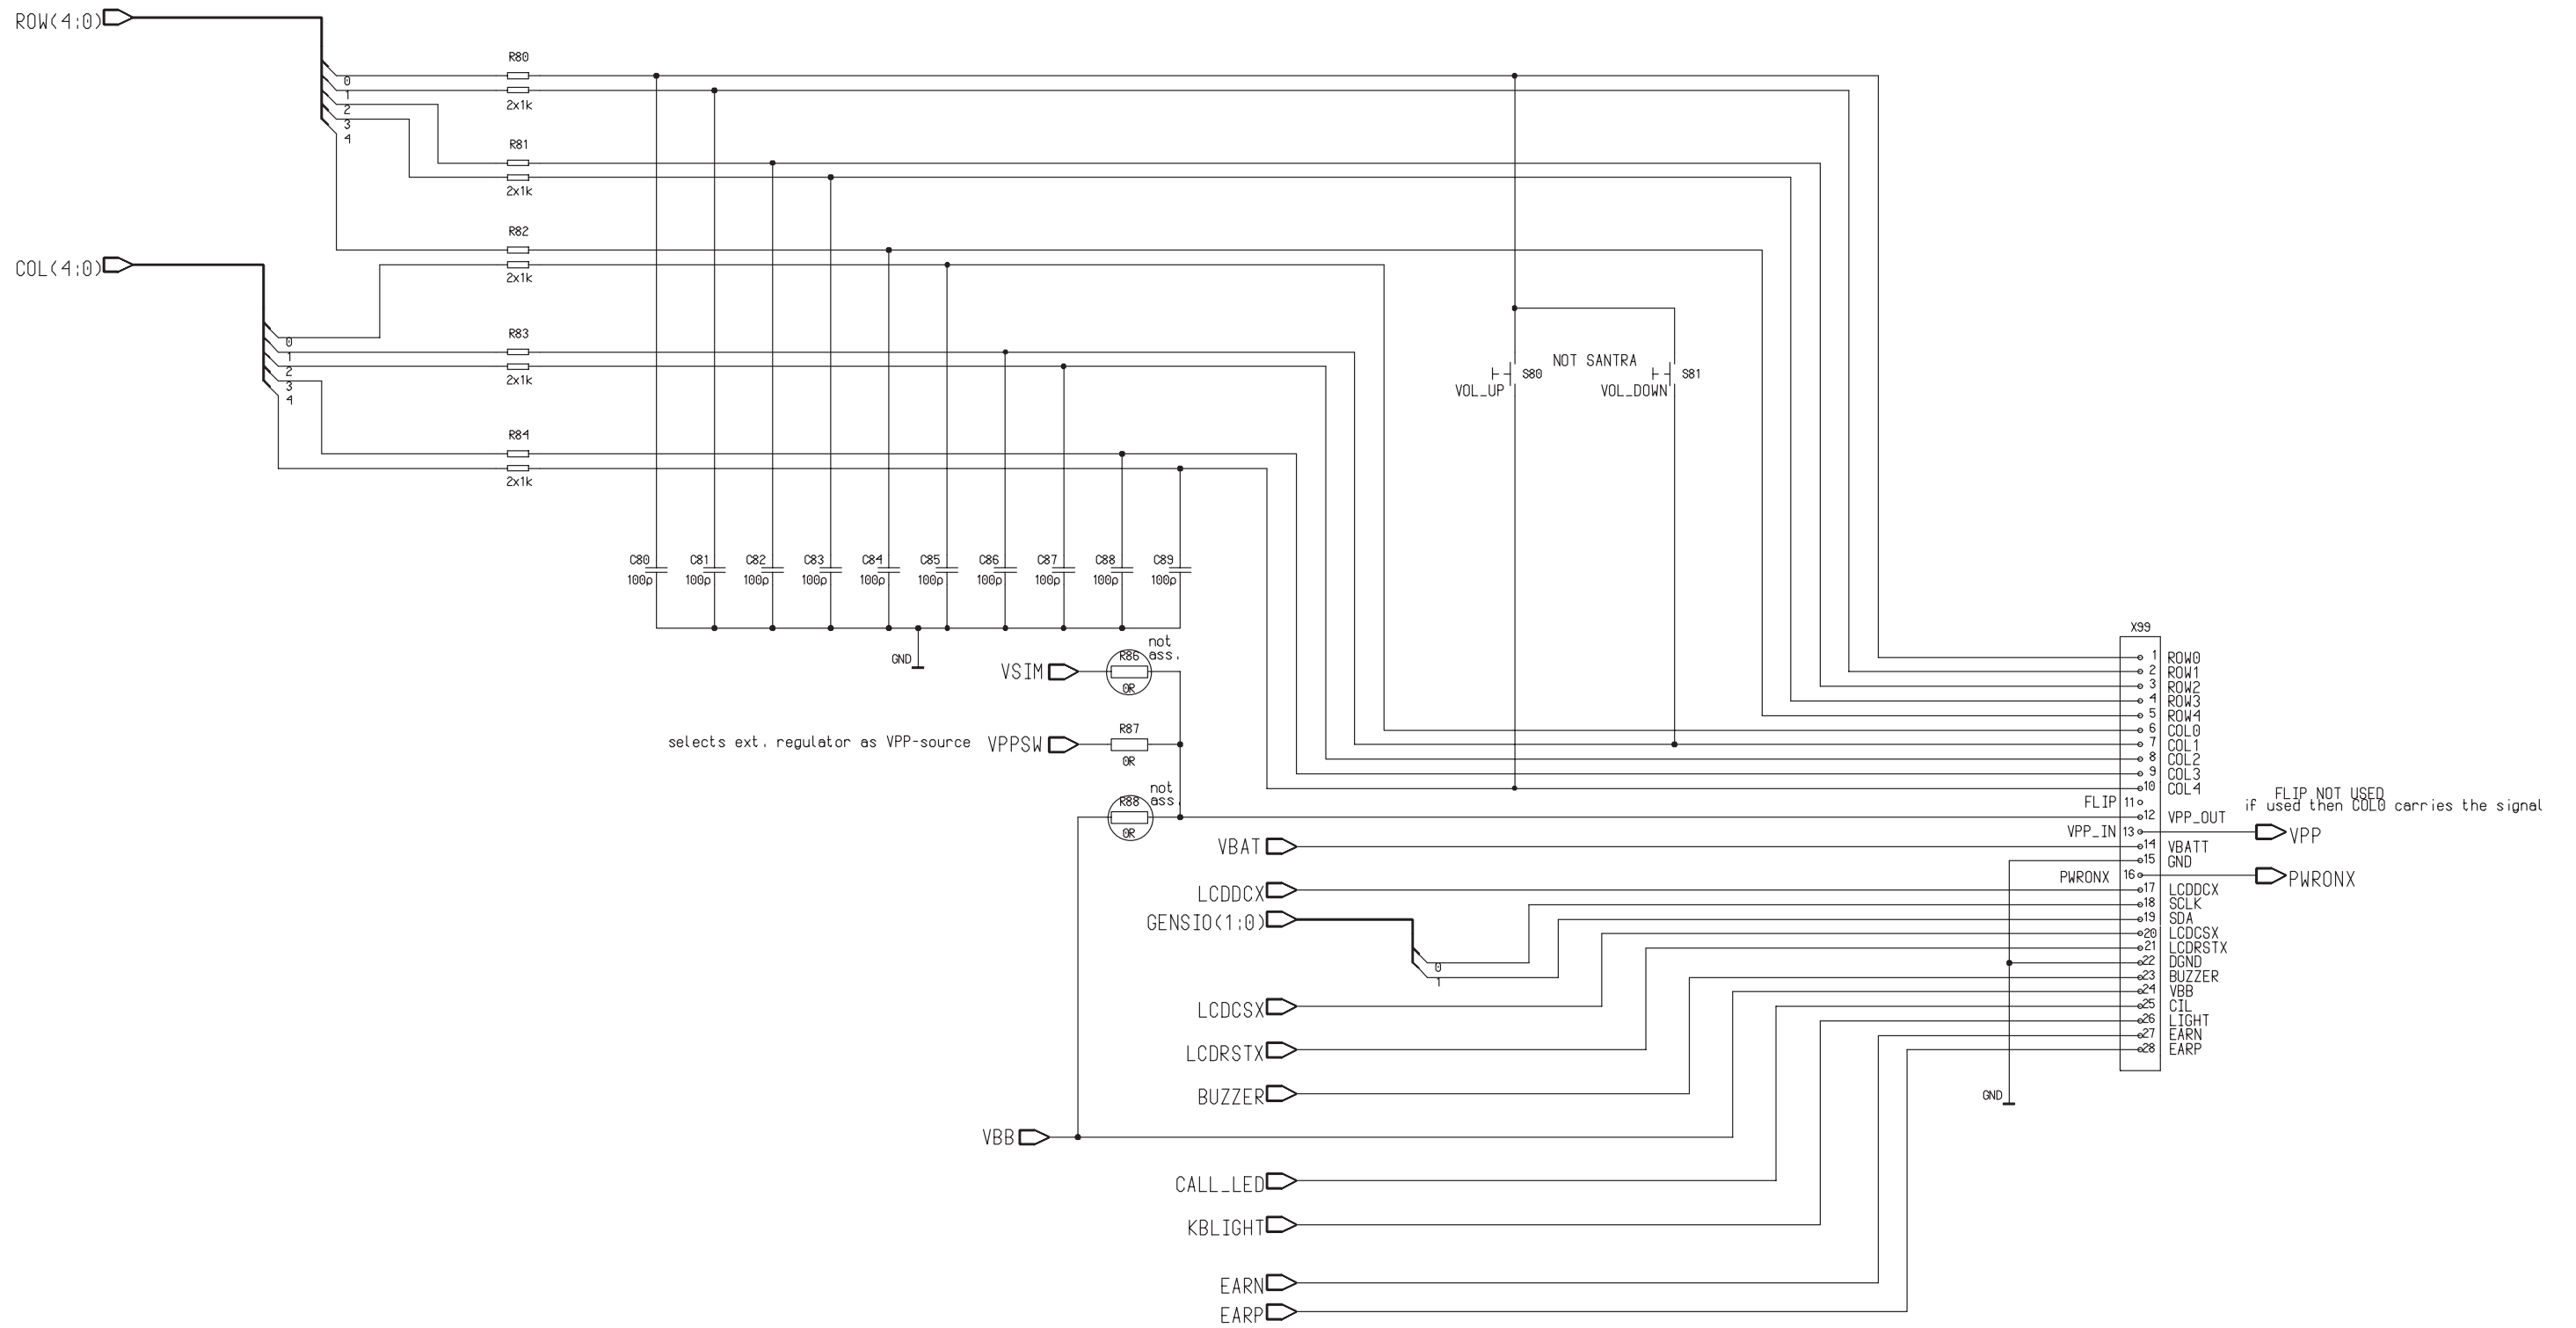 ROW(4:0)
R80
0
1
2x1k
2
3
4
R81
2x1k
R82
COL(4:0)
2x1k
R83
0
1
2
2x1k
3
4
NOT SANTRA
S80
S81
VOL_UP
VOL_DOWN
R84
2x1k
C80 C81 C82 C83 C84 C85 C86 C87 C88 C89
100p 100p 100p 100p 100p 100p 100p 100p 100p 100p
GND
not
ass.
R86
VSIM
0R
R87
selects ext. regulator as VPP-source VPPSW
0R
not
ass.
R88
0R
X99
1 ROW0
2 ROW1
3 ROW2
4 ROW3
5 ROW4
6 COL0
7 COL1
8 COL2
9 COL3
10 COL4
FLIP 11
FLIP NOT USED
if used then COL0 carries the signal
12 VPP_OUT
VPP_IN 13 VPP
VBAT 14 VBATT
15 GND
PWRONX 16 PWRONX
LCDDCX 17 LCDDCX
18 SCLK
GENSIO(1:0) 19 SDA
20 LCDCSX
21 LCDRSTX
0 22 DGND
1 23 BUZZER
24 VBB
LCDCSX 25 CIL
26 LIGHT
27 EARN
LCDRSTX 28 EARP
BUZZER
GND
VBB
CALL_LED
KBLIGHT
EARN
EARP